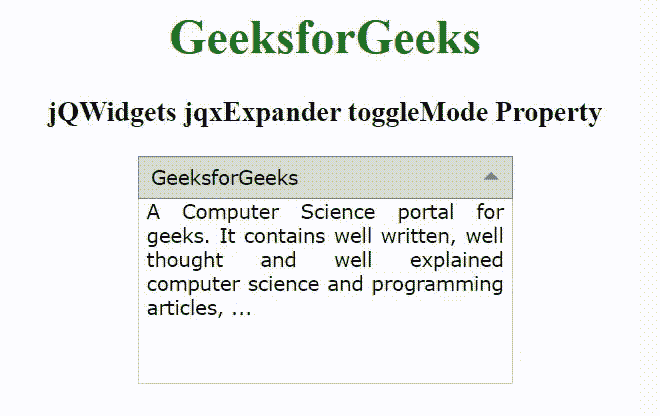 GeeksforGeeks
jQWidgets jqxExpander toggleMode Property
GeeksforGeeks
A Computer Science portal for
geeks. It contains well written, well
thought and well explained
computer science and programming
articles, ...